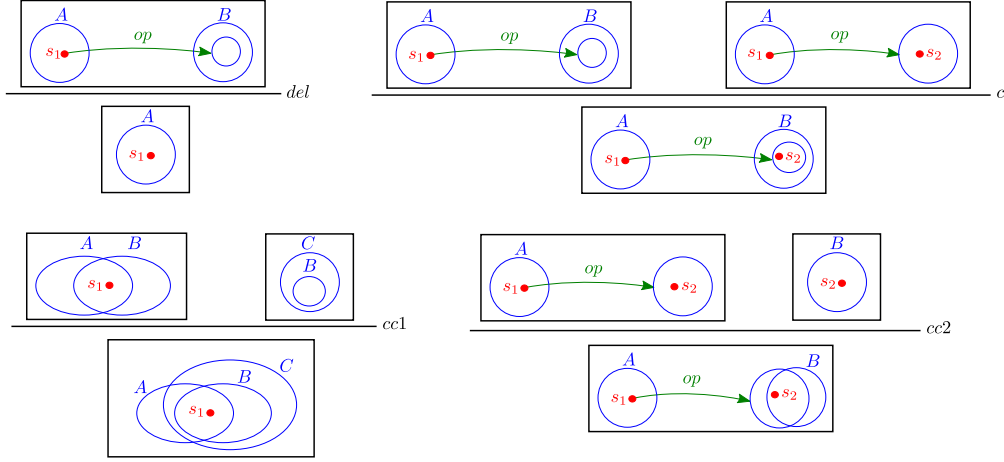 A op B A op B A op
s₁ s₁ s₁ s₂
del c
A A op B
s₁ s₁ s₂
A B C A op B
B
s₁ s₁ s₂ s₂
cc1 cc2
C A op B
A B
s₁ s₁ s₂